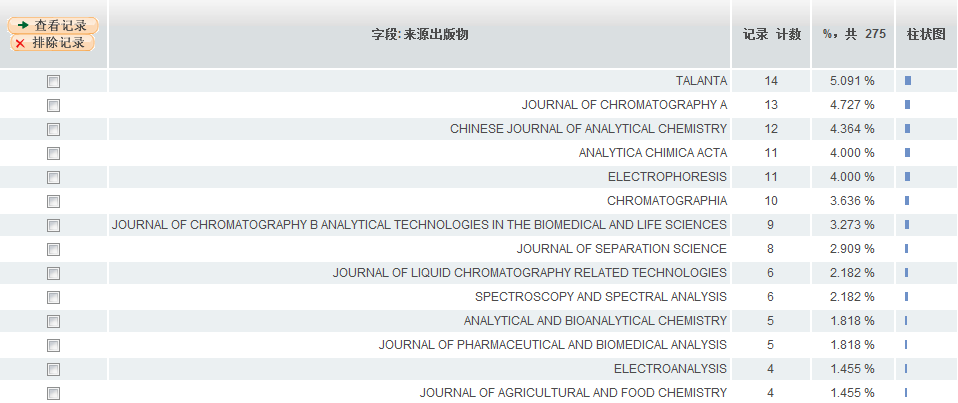 查看记录
排除记录
字段: 来源出版物 记录 计数 %，共 275 柱状图
TALANTA 14 5.091 %
JOURNAL OF CHROMATOGRAPHY A 13 4.727 %
CHINESE JOURNAL OF ANALYTICAL CHEMISTRY 12 4.364 %
ANALYTICA CHIMICA ACTA 11 4.000 %
ELECTROPHORESIS 11 4.000 %
CHROMATOGRAPHIA 10 3.636 %
JOURNAL OF CHROMATOGRAPHY B ANALYTICAL TECHNOLOGIES IN THE BIOMEDICAL AND LIFE SCIENCES 9 3.273 %
JOURNAL OF SEPARATION SCIENCE 8 2.909 %
JOURNAL OF LIQUID CHROMATOGRAPHY RELATED TECHNOLOGIES 6 2.182 %
SPECTROSCOPY AND SPECTRAL ANALYSIS 6 2.182 %
ANALYTICAL AND BIOANALYTICAL CHEMISTRY 5 1.818 %
JOURNAL OF PHARMACEUTICAL AND BIOMEDICAL ANALYSIS 5 1.818 %
ELECTROANALYSIS 4 1.455 %
JOURNAL OF AGRICULTURAL AND FOOD CHEMISTRY 4 1.455 %